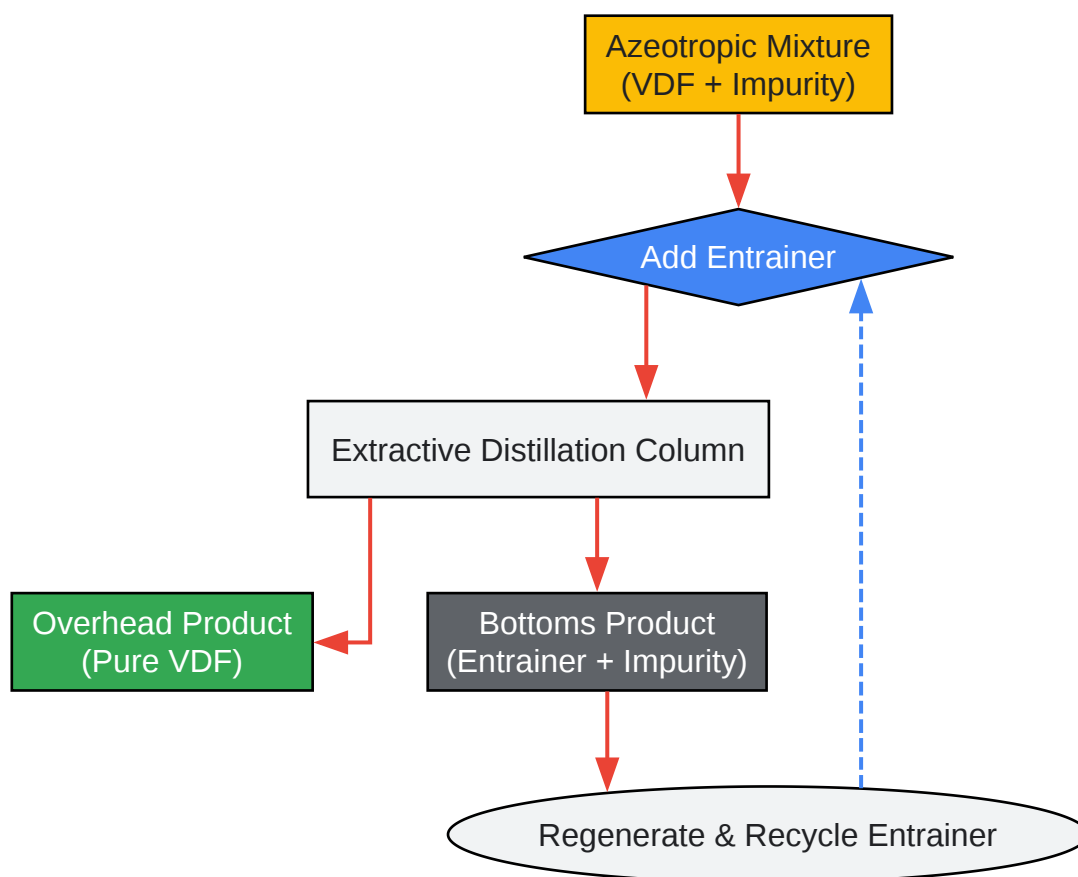 Azeotropic Mixture
(VDF + Impurity)
Add Entrainer
Extractive Distillation Column
Overhead Product
(Pure VDF)
Bottoms Product
(Entrainer + Impurity)
Regenerate & Recycle Entrainer